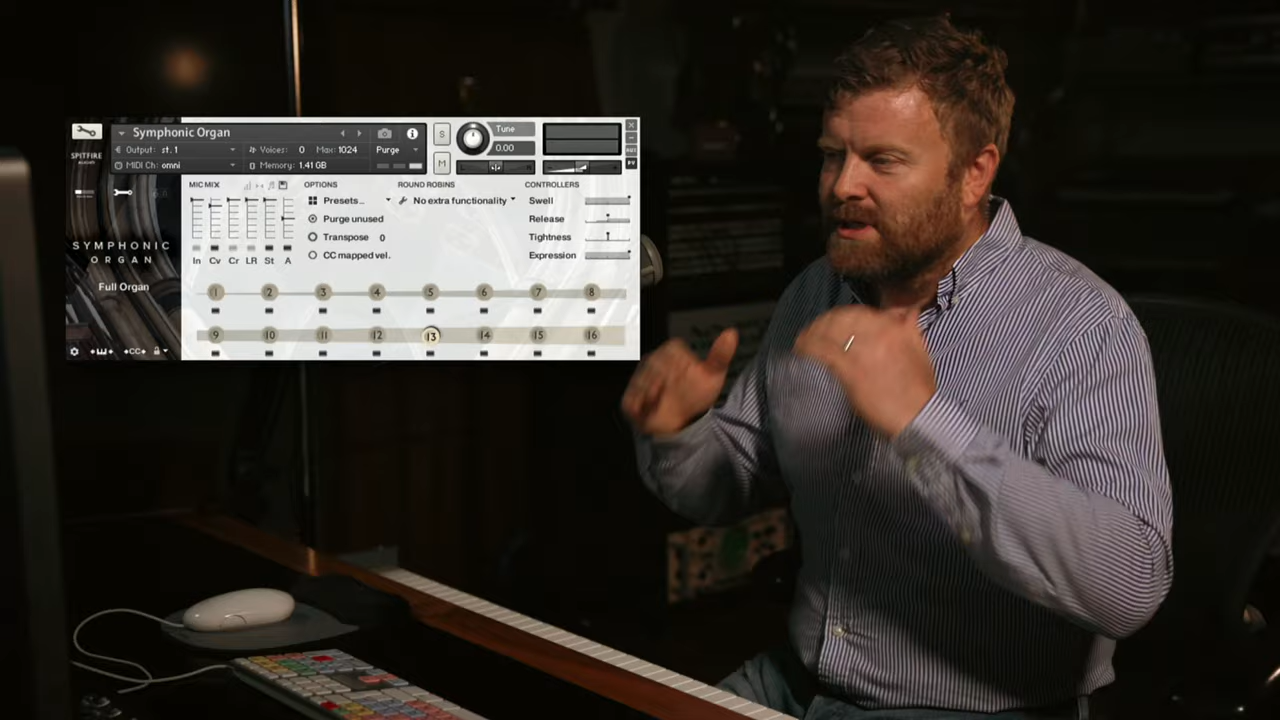 Symphonic Organ
S
Tune
Output: st. 1
Voices: 0
Max: 1024
Purge
0.00
MIDI Ch: omni
Memory: 1.41 GB
M
L
R
SPITFIRE
SYMPHONIC
ORGAN
Full Organ
CC
MIC MIX
In Cv Cr LR St A
OPTIONS
Presets...
Purge unused
Transpose 0
CC mapped vel.
ROUND ROBINS
No extra functionality
CONTROLLERS
Swell
Release
Tightness
Expression
1 2 3 4 5 6 7 8
9 10 11 12 13 14 15 16